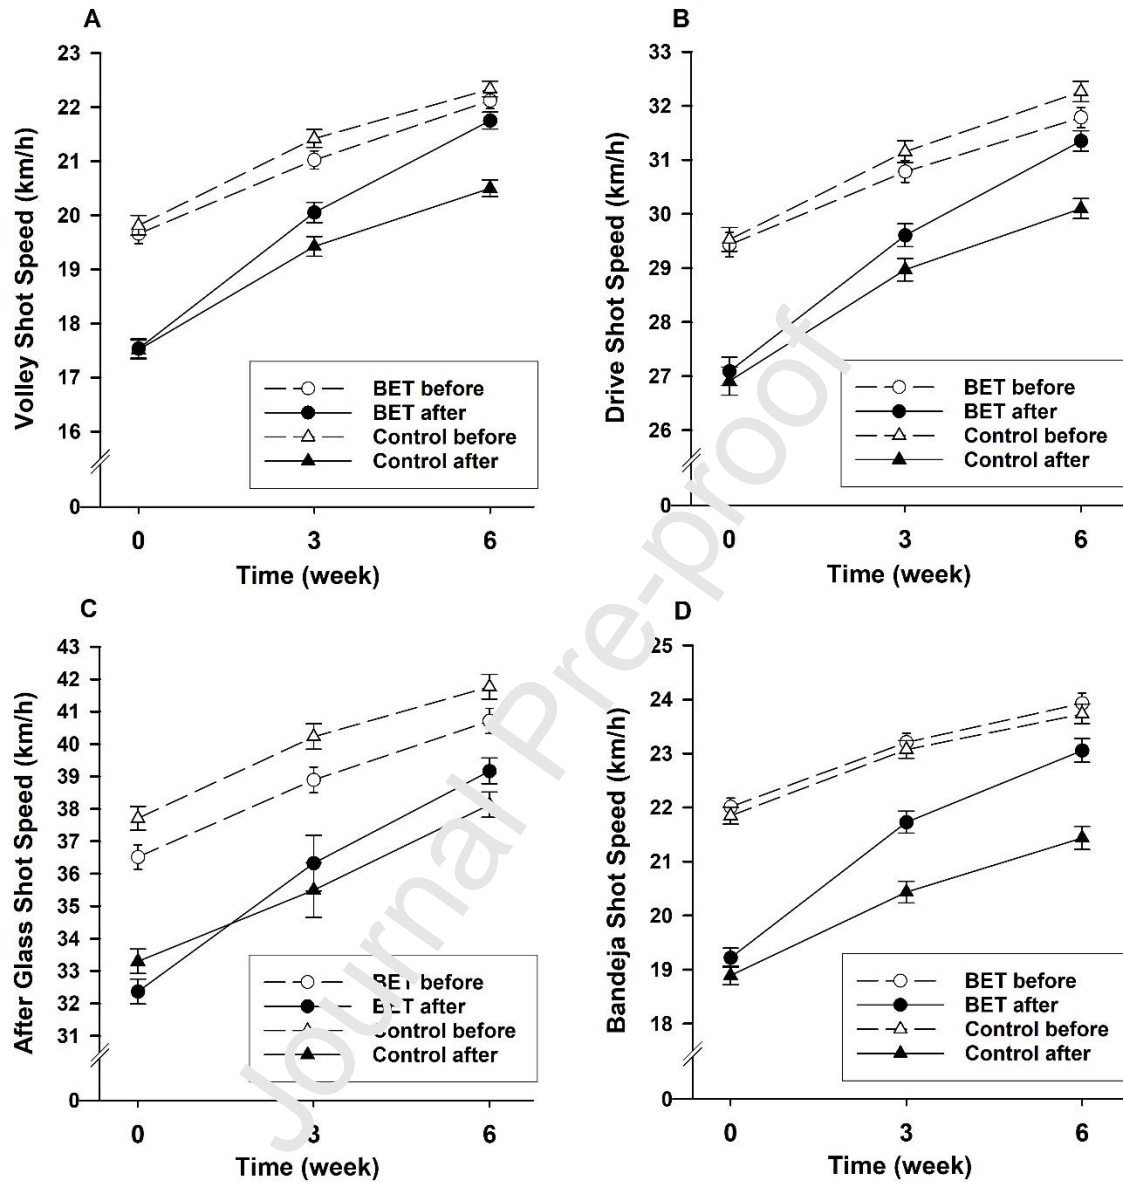 A
Volley Shot Speed (km/h)
23
22
21
20
19
18
17
16
0
0 3 6
Time (week)
BET before
BET after
Control before
Control after
B
Drive Shot Speed (km/h)
33
32
31
30
29
28
27
26
0
0 3 6
Time (week)
BET before
BET after
Control before
Control after
C
After Glass Shot Speed (km/h)
43
42
41
40
39
38
37
36
35
34
33
32
31
0
0 3 6
Time (week)
BET before
BET after
Control before
Control after
D
Bandeja Shot Speed (km/h)
25
24
23
22
21
20
19
18
0
0 3 6
Time (week)
BET before
BET after
Control before
Control after
Journal Pre-proof